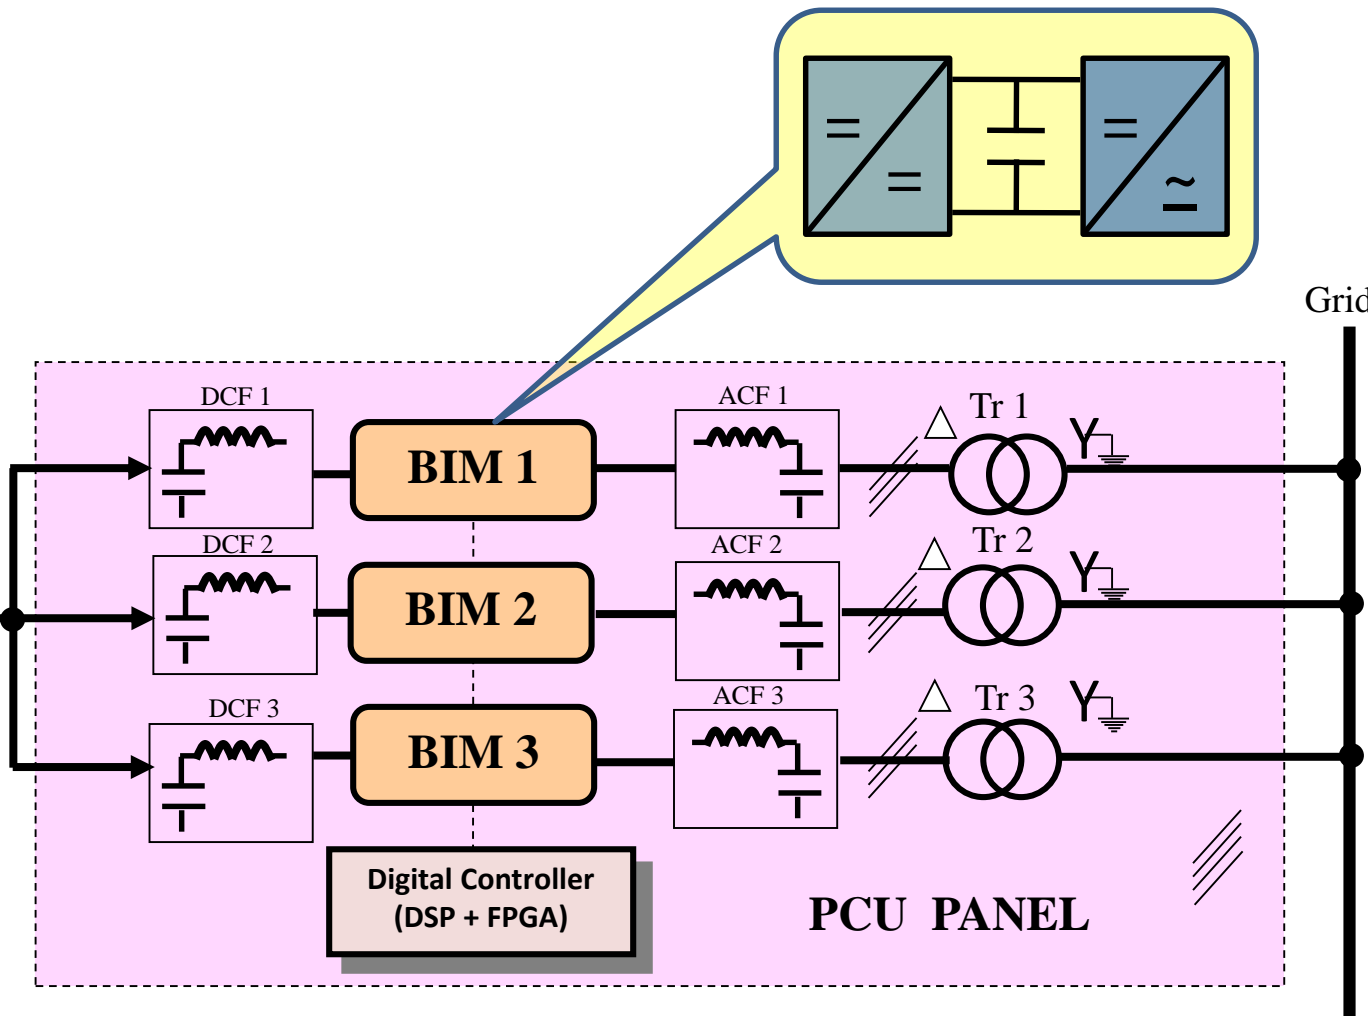 Grid
DCF 1
BIM 1
ACF 1
Tr 1
DCF 2
BIM 2
ACF 2
Tr 2
DCF 3
BIM 3
ACF 3
Tr 3
Digital Controller
(DSP + FPGA)
PCU PANEL